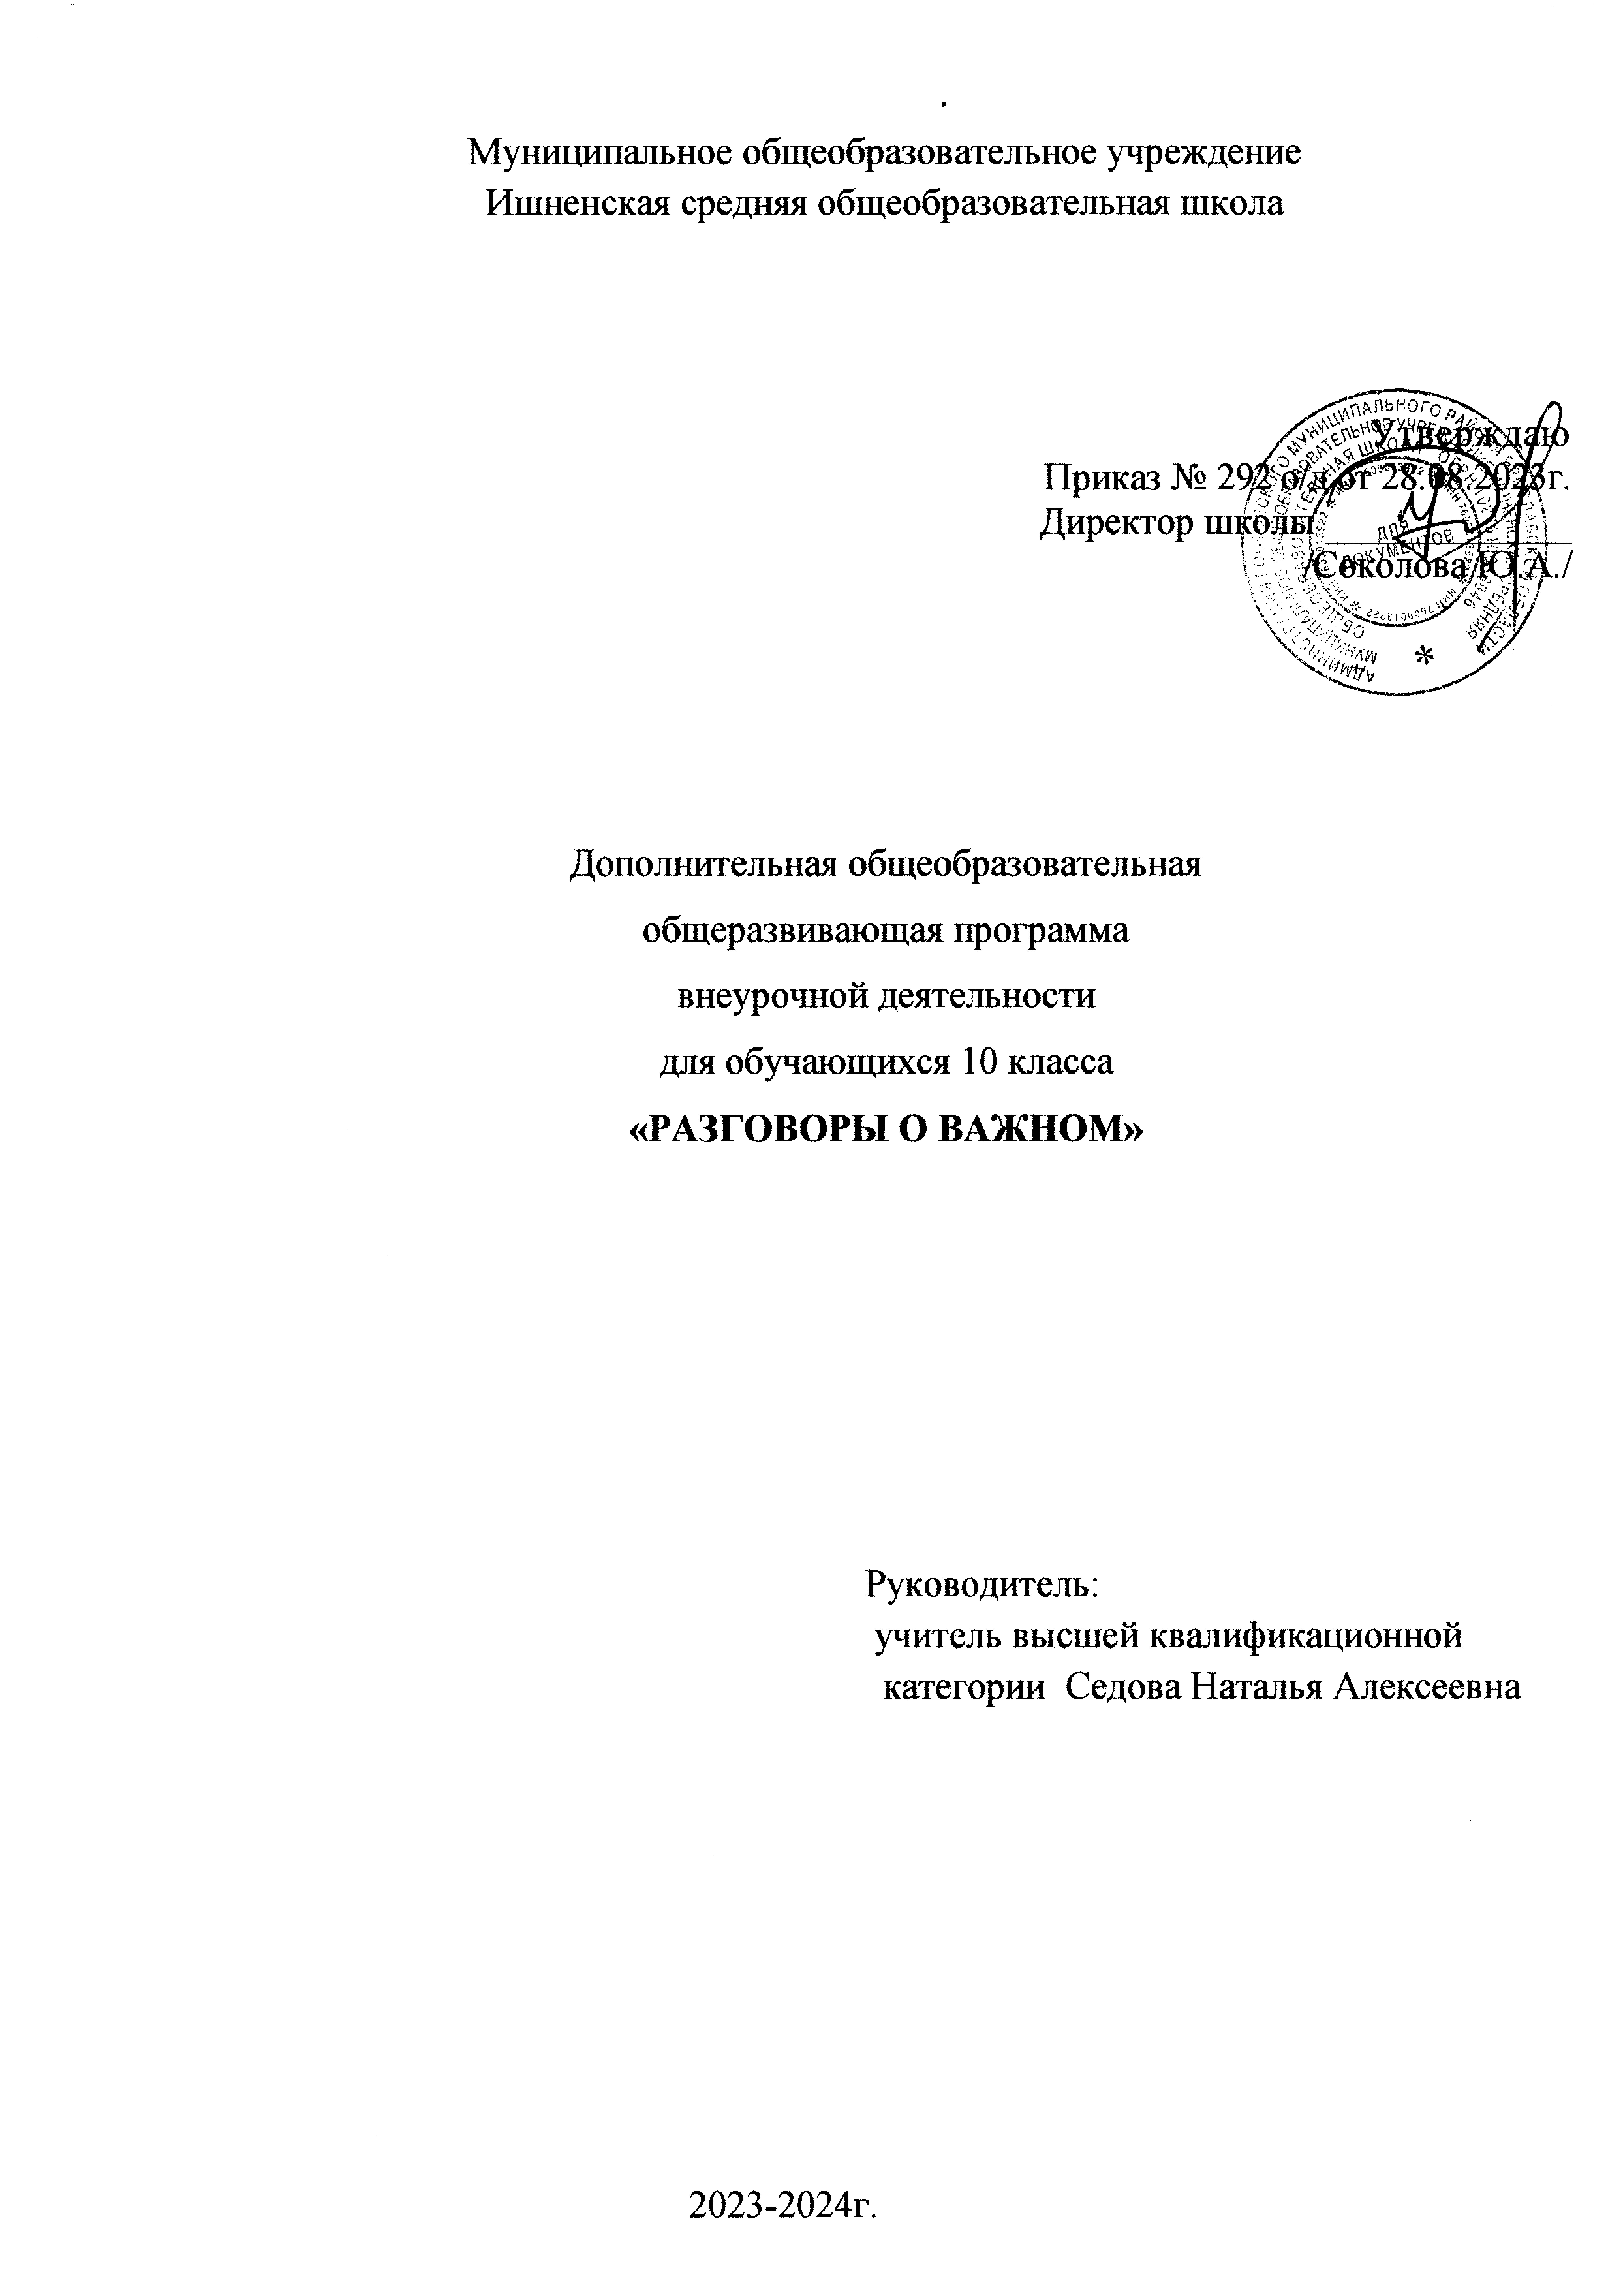 Муниципальное общеобразовательное учреждение
Ишненская средняя общеобразовательная школа
Утверждаю
Приказ № 292 о/д от 28.08.2023г.
Директор школы
/Соколова Ю.А./
ДЛЯ
ДОКУМЕНТОВ
Дополнительная общеобразовательная
общеразвивающая программа
внеурочной деятельности
для обучающихся 10 класса
«РАЗГОВОРЫ О ВАЖНОМ»
Руководитель:
учитель высшей квалификационной
категории Седова Наталья Алексеевна
2023-2024г.